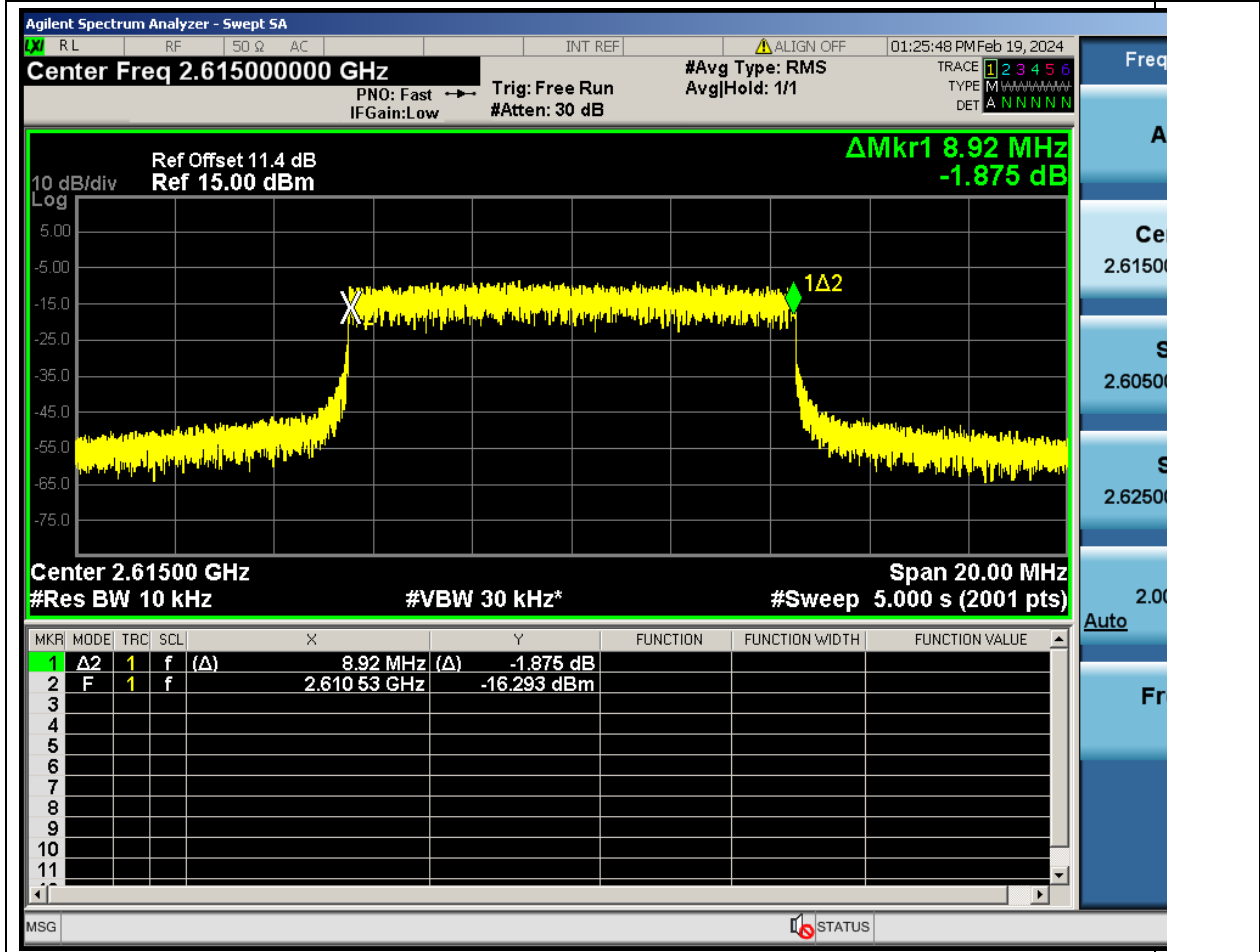 Agilent Spectrum Analyzer - Swept SA
LXI RL RF 50 Ω AC INT REF ALIGN OFF 01:25:48 PM Feb 19, 2024
Center Freq 2.615000000 GHz
PNO: Fast
IFGain:Low
Trig: Free Run
#Atten: 30 dB
#Avg Type: RMS
Avg|Hold: 1/1
TRACE 1 2 3 4 5 6
TYPE M
DET A N N N N N
ΔMkr1 8.92 MHz
-1.875 dB
Ref Offset 11.4 dB
10 dB/div Ref 15.00 dBm
Log
5.00
-5.00
-15.0
-25.0
-35.0
-45.0
-55.0
-65.0
-75.0
1Δ2
Center 2.61500 GHz Span 20.00 MHz
#Res BW 10 kHz #VBW 30 kHz* #Sweep 5.000 s (2001 pts)
MKR MODE TRC SCL X Y FUNCTION FUNCTION WIDTH FUNCTION VALUE
1 Δ2 1 f (Δ) 8.92 MHz (Δ) -1.875 dB
2 F 1 f 2.610 53 GHz -16.293 dBm
3
4
5
6
7
8
9
10
11
MSG STATUS
Freq
A
Ce
2.61500
S
2.60500
S
2.62500
2.00
Auto
Fr